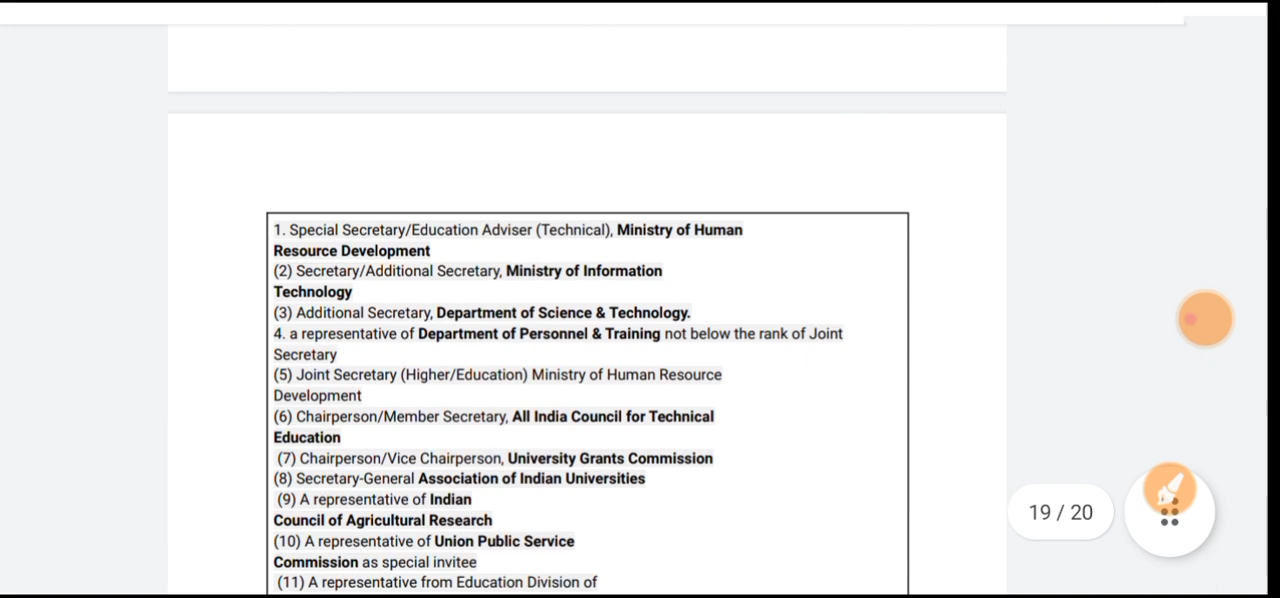 1. Special Secretary/Education Adviser (Technical), Ministry of Human
Resource Development
(2) Secretary/Additional Secretary, Ministry of Information
Technology
(3) Additional Secretary, Department of Science & Technology.
4. a representative of Department of Personnel & Training not below the rank of Joint
Secretary
(5) Joint Secretary (Higher/Education) Ministry of Human Resource
Development
(6) Chairperson/Member Secretary, All India Council for Technical
Education
(7) Chairperson/Vice Chairperson, University Grants Commission
(8) Secretary-General Association of Indian Universities
(9) A representative of Indian
Council of Agricultural Research
(10) A representative of Union Public Service
Commission as special invitee
(11) A representative from Education Division of
19 / 20